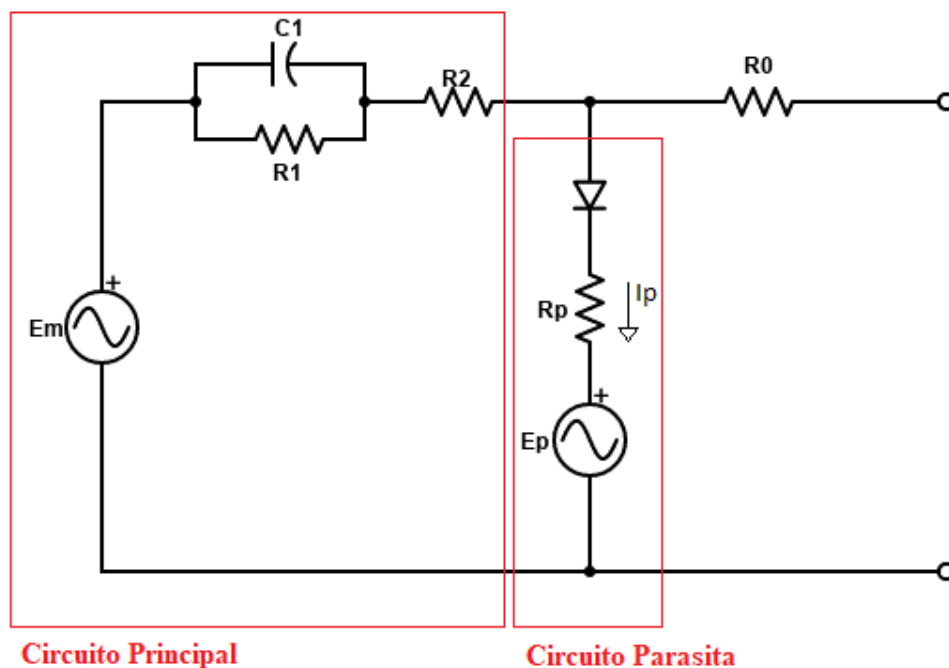 C1
R2
R0
R1
+
Em
Rp
Ip
+
Ep
Circuito Principal
Circuito Parasita